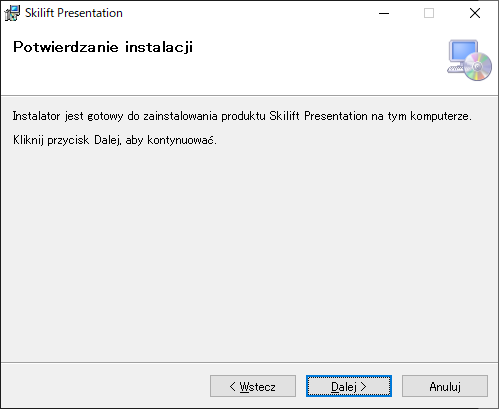 Skilift Presentation
Potwierdzanie instalacji
Instalator jest gotowy do zainstalowania produktu Skilift Presentation na tym komputerze.
Kliknij przycisk Dalej, aby kontynuować.
< Wstecz
Dalej >
Anuluj